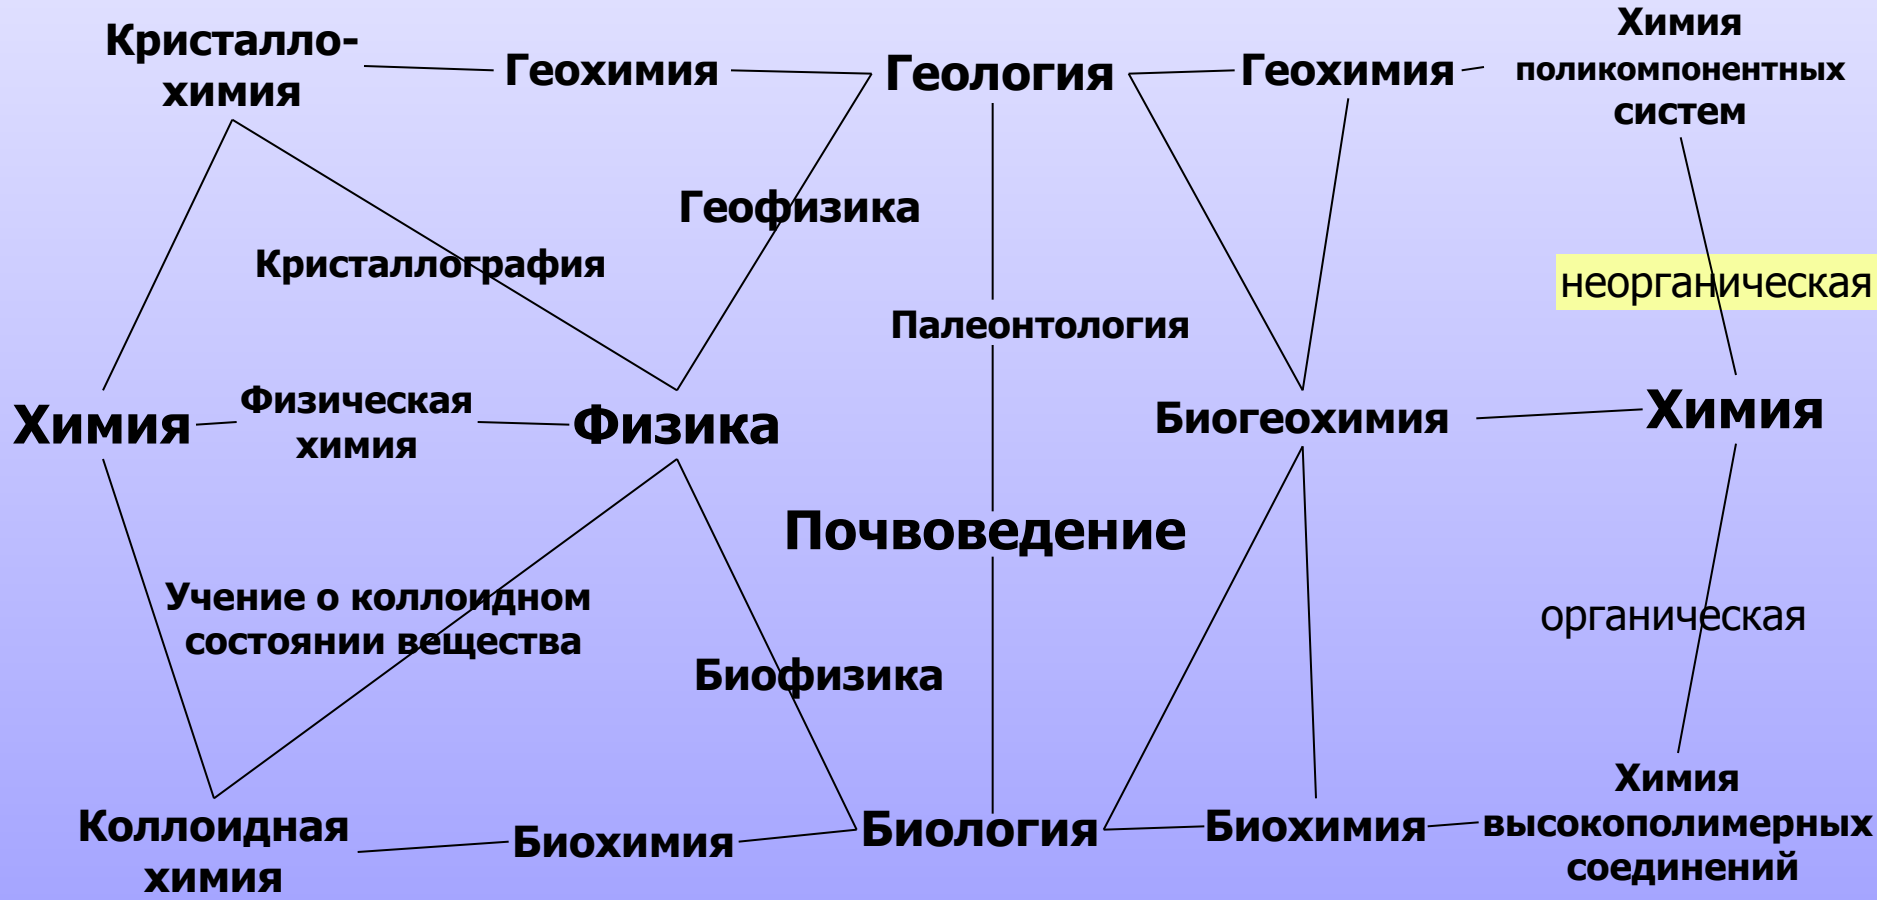 Кристалло-
химия
Геохимия
Геология
Геохимия
Химия
поликомпонентных
систем
Геофизика
Кристаллография
неорганическая
Палеонтология
Химия
Физическая
химия
Физика
Биогеохимия
Химия
Почвоведение
Учение о коллоидном
состоянии вещества
органическая
Биофизика
Коллоидная
химия
Биохимия
Биология
Биохимия
Химия
высокополимерных
соединений